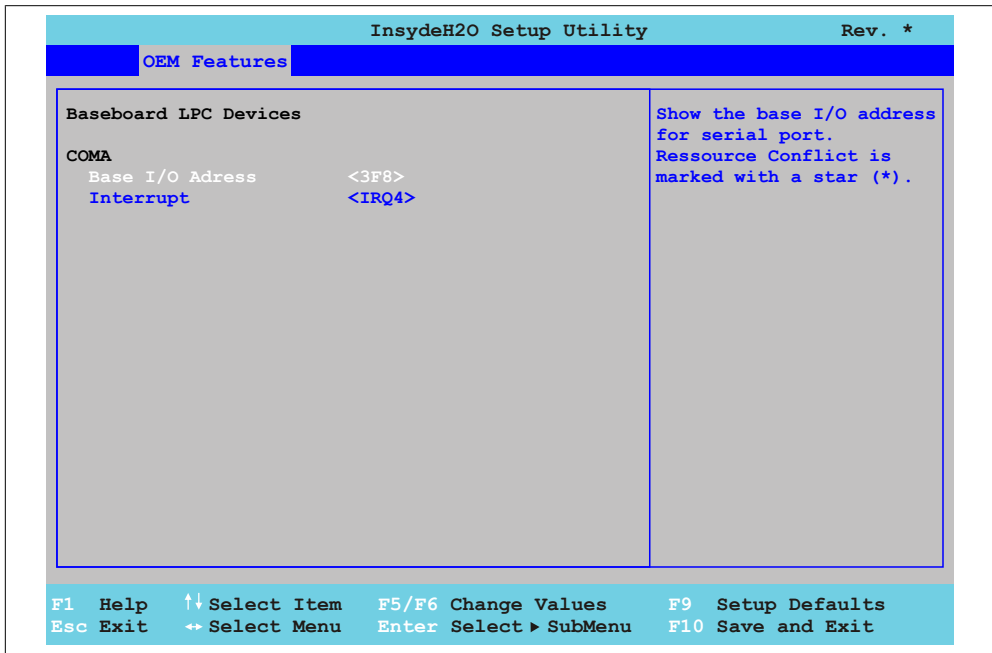 InsydeH2O Setup Utility Rev. *
OEM Features
Baseboard LPC Devices
COMA
Base I/O Adress <3F8>
Interrupt <IRQ4>
Show the base I/O address
for serial port.
Ressource Conflict is
marked with a star (*).
F1 Help ↑↓ Select Item F5/F6 Change Values F9 Setup Defaults
Esc Exit ↔ Select Menu Enter Select ▶ SubMenu F10 Save and Exit